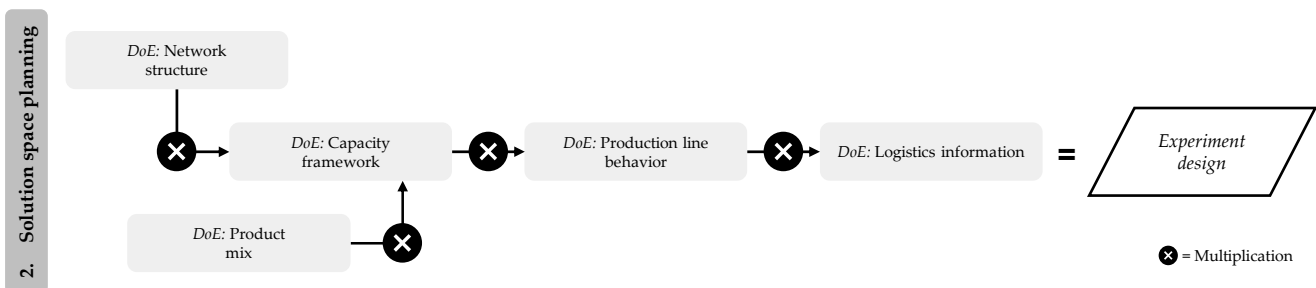 2. Solution space planning
DoE: Network
structure
DoE: Capacity
framework
DoE: Production line
behavior
DoE: Logistics information
=
Experiment
design
DoE: Product
mix
= Multiplication